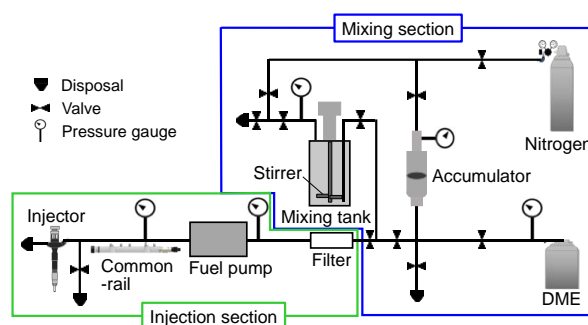 Mixing section
Disposal
Valve
Pressure gauge
Nitrogen
Stirrer
Accumulator
Mixing tank
Injector
Common
-rail
Fuel pump
Filter
DME
Injection section